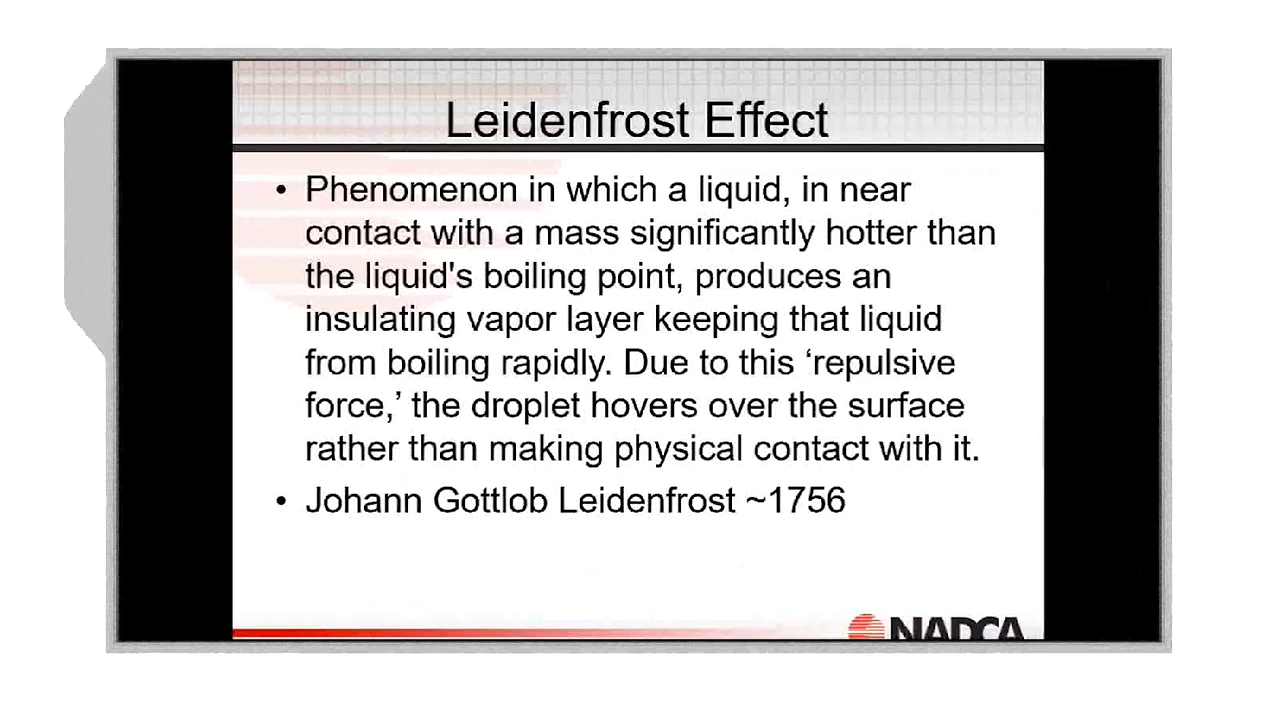 Leidenfrost Effect
• Phenomenon in which a liquid, in near
contact with a mass significantly hotter than
the liquid's boiling point, produces an
insulating vapor layer keeping that liquid
from boiling rapidly. Due to this ‘repulsive
force,’ the droplet hovers over the surface
rather than making physical contact with it.
• Johann Gottlob Leidenfrost ~1756
NADCA